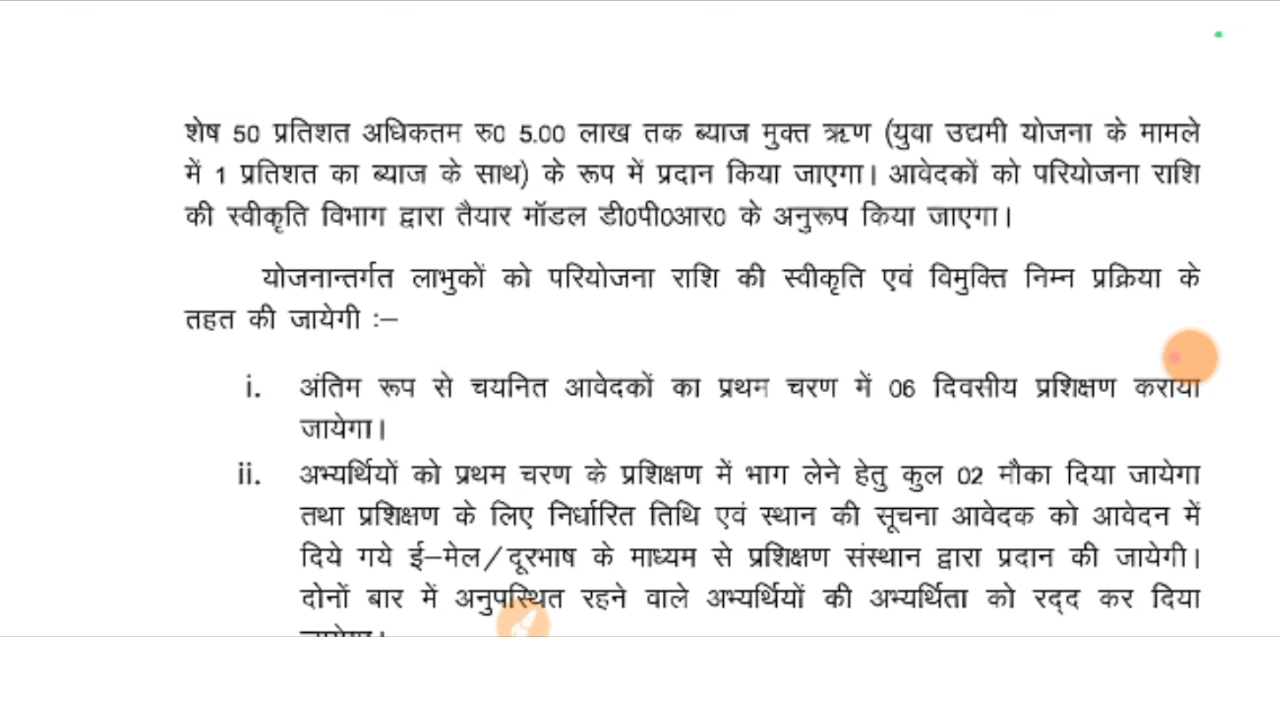 शेष 50 प्रतिशत अधिकतम रु0 5.00 लाख तक ब्याज मुक्त ऋण (युवा उद्यमी योजना के मामले
में 1 प्रतिशत का ब्याज के साथ) के रूप में प्रदान किया जाएगा। आवेदकों को परियोजना राशि
की स्वीकृति विभाग द्वारा तैयार मॉडल डी0पी0आर0 के अनुरूप किया जाएगा।
योजनान्तर्गत लाभुकों को परियोजना राशि की स्वीकृति एवं विमुक्ति निम्न प्रक्रिया के
तहत की जायेगी :–
i. अंतिम रूप से चयनित आवेदकों का प्रथम चरण में 06 दिवसीय प्रशिक्षण कराया
जायेगा।
ii. अभ्यर्थियों को प्रथम चरण के प्रशिक्षण में भाग लेने हेतु कुल 02 मौका दिया जायेगा
तथा प्रशिक्षण के लिए निर्धारित तिथि एवं स्थान की सूचना आवेदक को आवेदन में
दिये गये ई–मेल/दूरभाष के माध्यम से प्रशिक्षण संस्थान द्वारा प्रदान की जायेगी।
दोनों बार में अनुपस्थित रहने वाले अभ्यर्थियों की अभ्यर्थिता को रद्द कर दिया